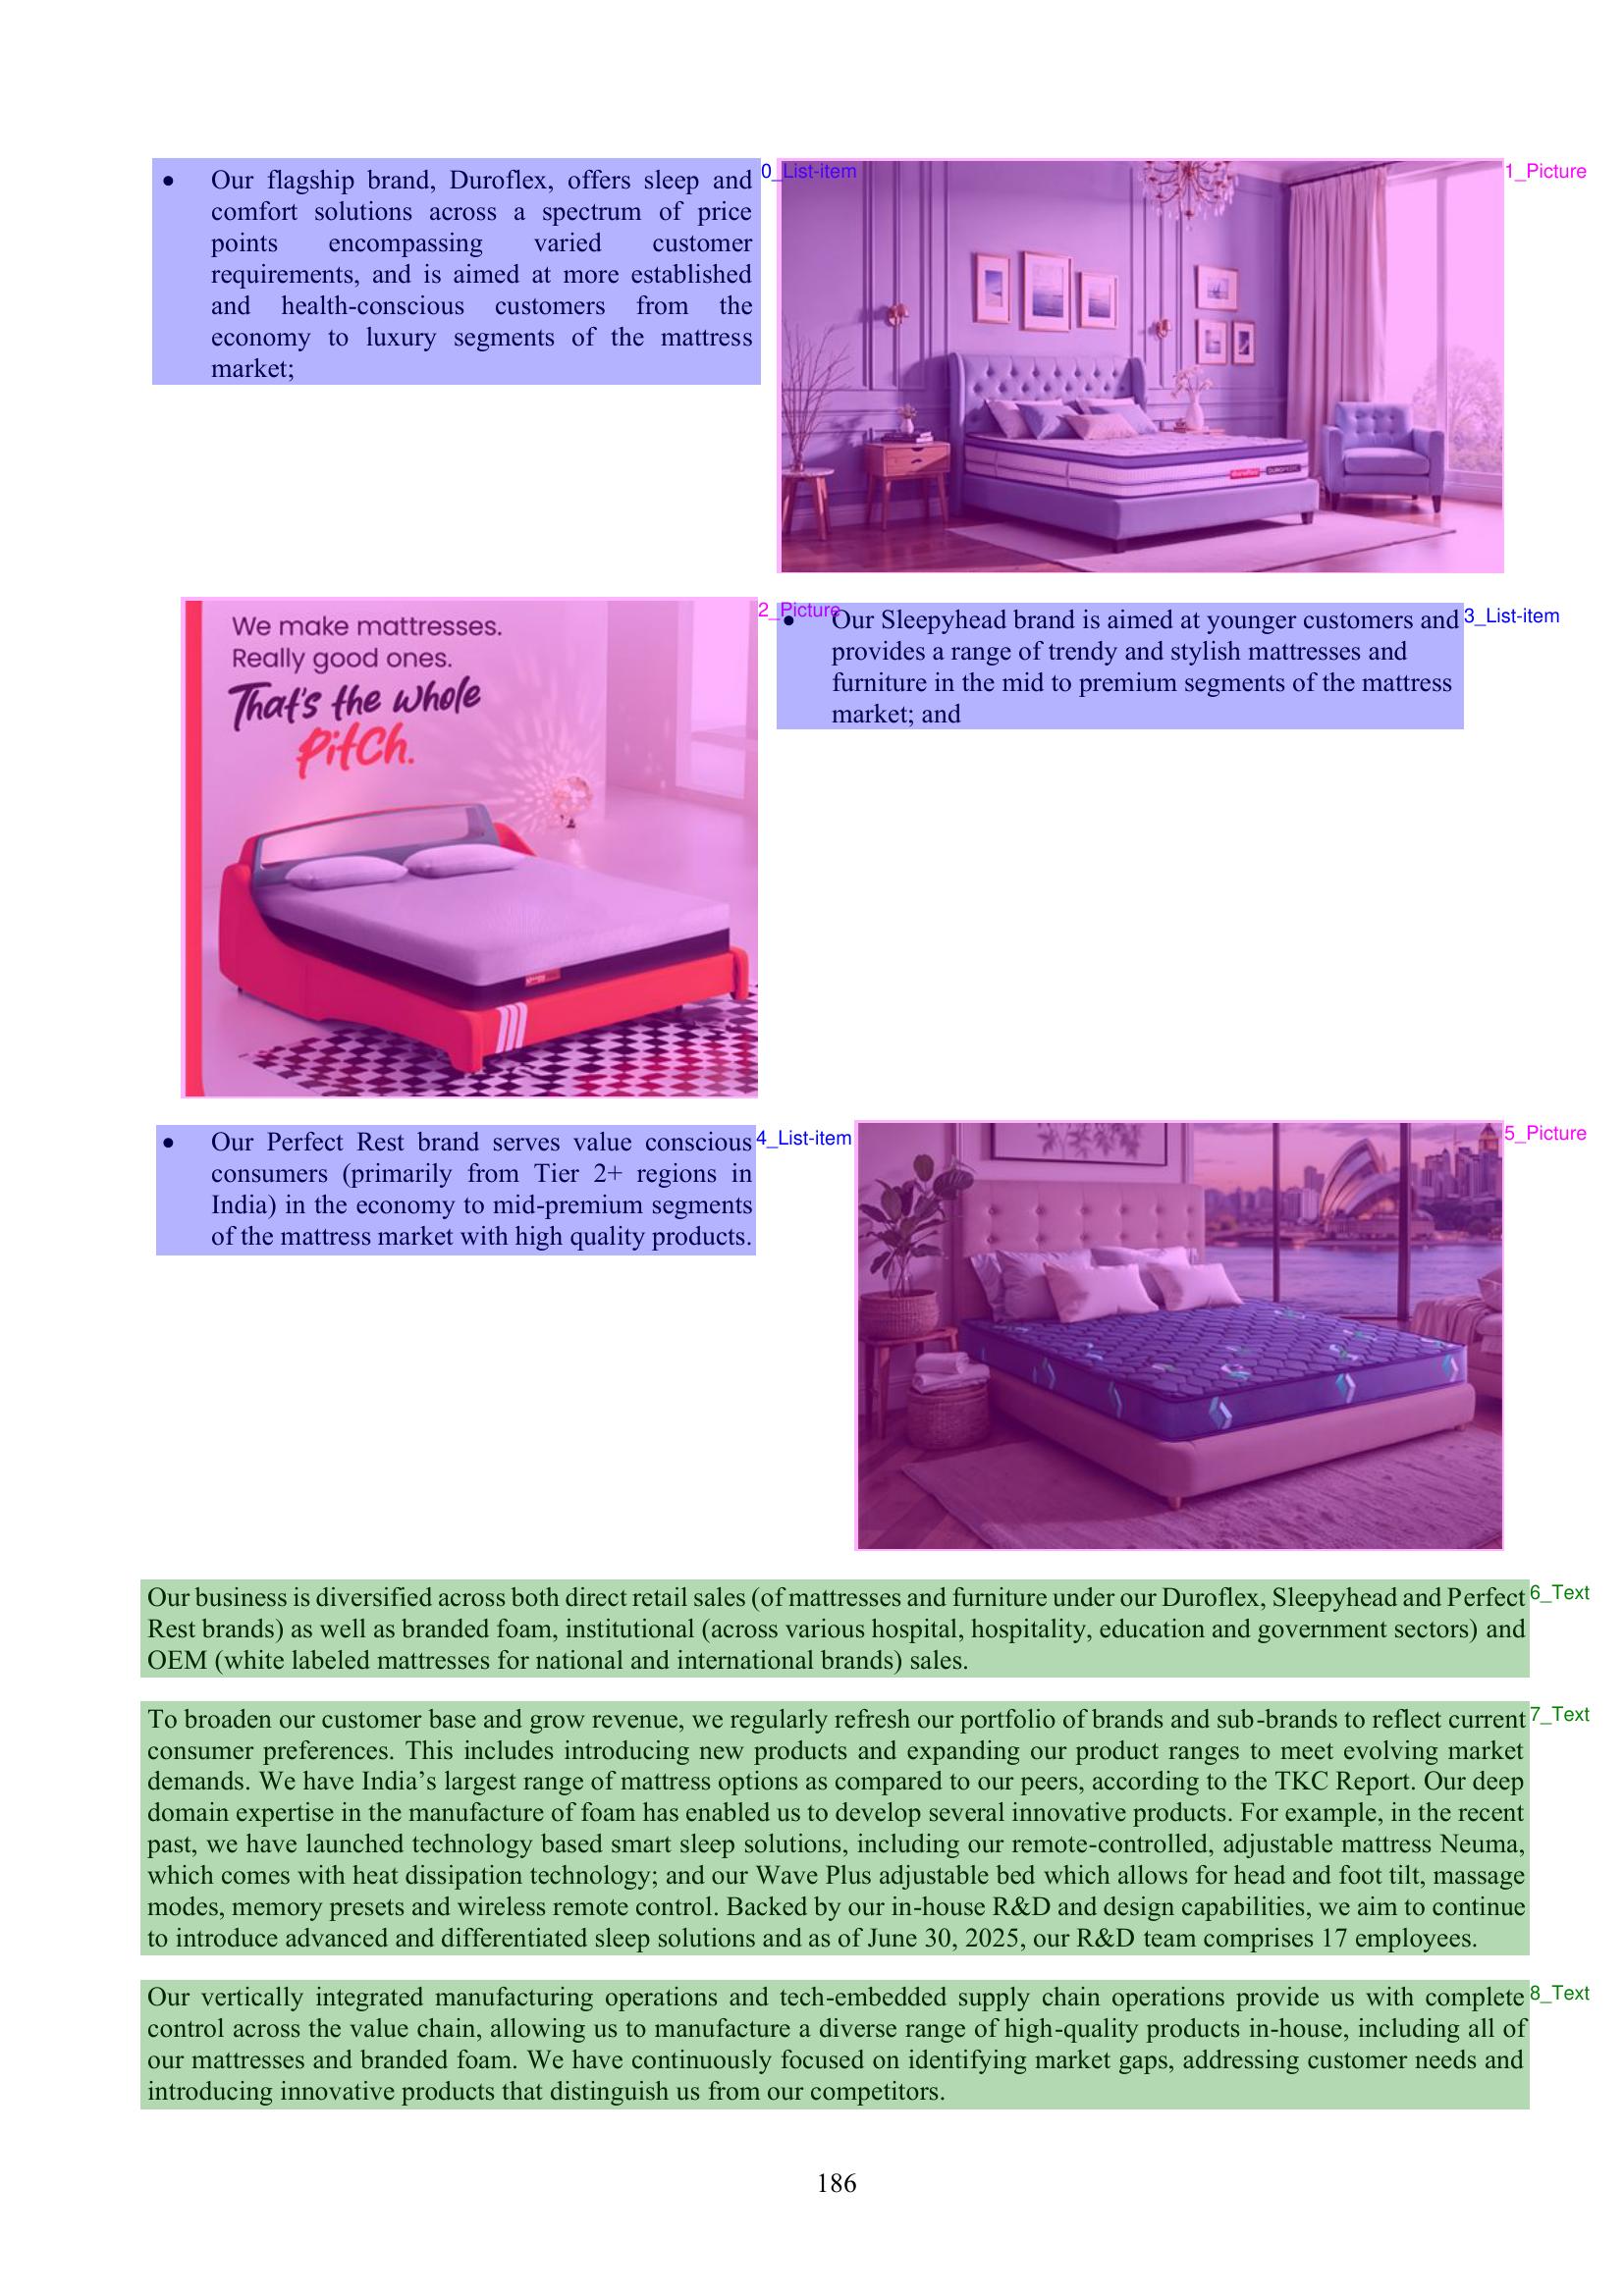 0_List-item
1_Picture
• Our flagship brand, Duroflex, offers sleep and
comfort solutions across a spectrum of price
points encompassing varied customer
requirements, and is aimed at more established
and health-conscious customers from the
economy to luxury segments of the mattress
market;
duroflex
2_Picture
We make mattresses.
Really good ones.
That's the whole
Pitch.
3_List-item
• Our Sleepyhead brand is aimed at younger customers and
provides a range of trendy and stylish mattresses and
furniture in the mid to premium segments of the mattress
market; and
4_List-item
5_Picture
• Our Perfect Rest brand serves value conscious
consumers (primarily from Tier 2+ regions in
India) in the economy to mid-premium segments
of the mattress market with high quality products.
6_Text
Our business is diversified across both direct retail sales (of mattresses and furniture under our Duroflex, Sleepyhead and Perfect
Rest brands) as well as branded foam, institutional (across various hospital, hospitality, education and government sectors) and
OEM (white labeled mattresses for national and international brands) sales.
7_Text
To broaden our customer base and grow revenue, we regularly refresh our portfolio of brands and sub-brands to reflect current
consumer preferences. This includes introducing new products and expanding our product ranges to meet evolving market
demands. We have India’s largest range of mattress options as compared to our peers, according to the TKC Report. Our deep
domain expertise in the manufacture of foam has enabled us to develop several innovative products. For example, in the recent
past, we have launched technology based smart sleep solutions, including our remote-controlled, adjustable mattress Neuma,
which comes with heat dissipation technology; and our Wave Plus adjustable bed which allows for head and foot tilt, massage
modes, memory presets and wireless remote control. Backed by our in-house R&D and design capabilities, we aim to continue
to introduce advanced and differentiated sleep solutions and as of June 30, 2025, our R&D team comprises 17 employees.
8_Text
Our vertically integrated manufacturing operations and tech-embedded supply chain operations provide us with complete
control across the value chain, allowing us to manufacture a diverse range of high-quality products in-house, including all of
our mattresses and branded foam. We have continuously focused on identifying market gaps, addressing customer needs and
introducing innovative products that distinguish us from our competitors.
186